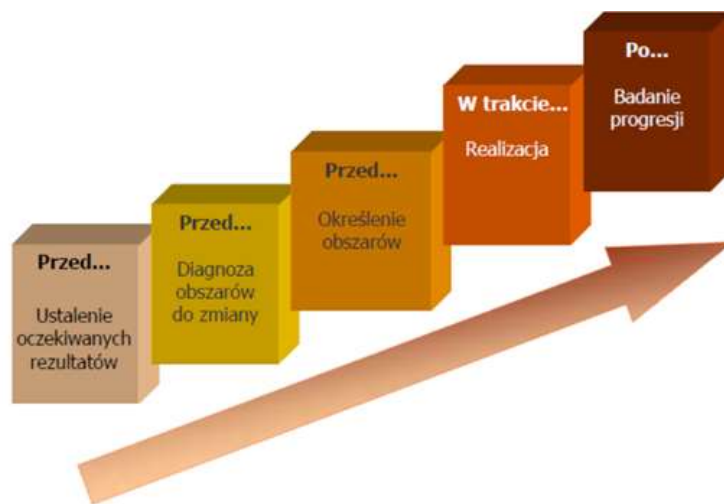 Przed...
Ustalenie
oczekiwanych
rezultatów
Przed...
Diagnoza
obszarów
do zmiany
Przed...
Określenie
obszarów
W trakcie...
Realizacja
Po...
Badanie
progresji